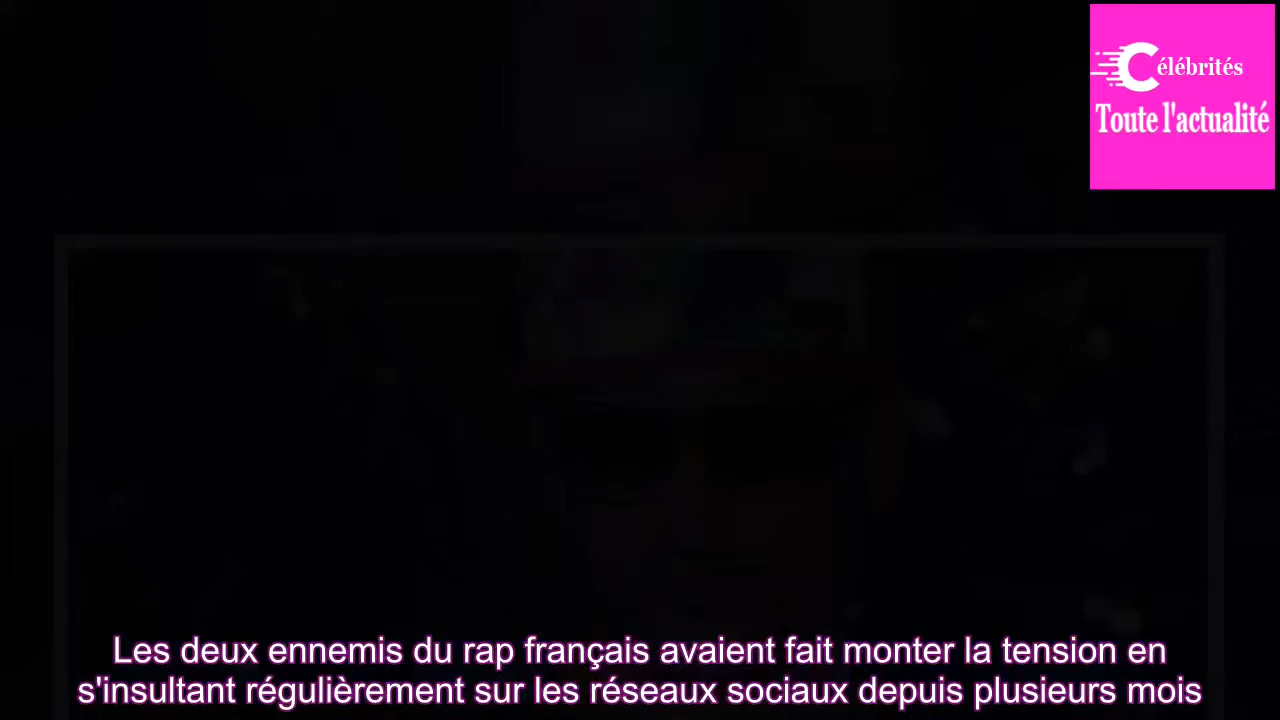 Célébrités
Toute l'actualité
Les deux ennemis du rap français avaient fait monter la tension en
s'insultant régulièrement sur les réseaux sociaux depuis plusieurs mois